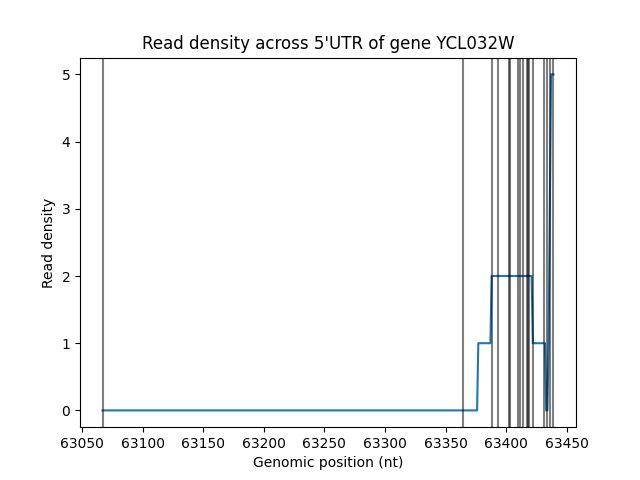 Read density across 5'UTR of gene YCL032W
Read density
5
4
3
2
1
0
63050 63100 63150 63200 63250 63300 63350 63400 63450
Genomic position (nt)